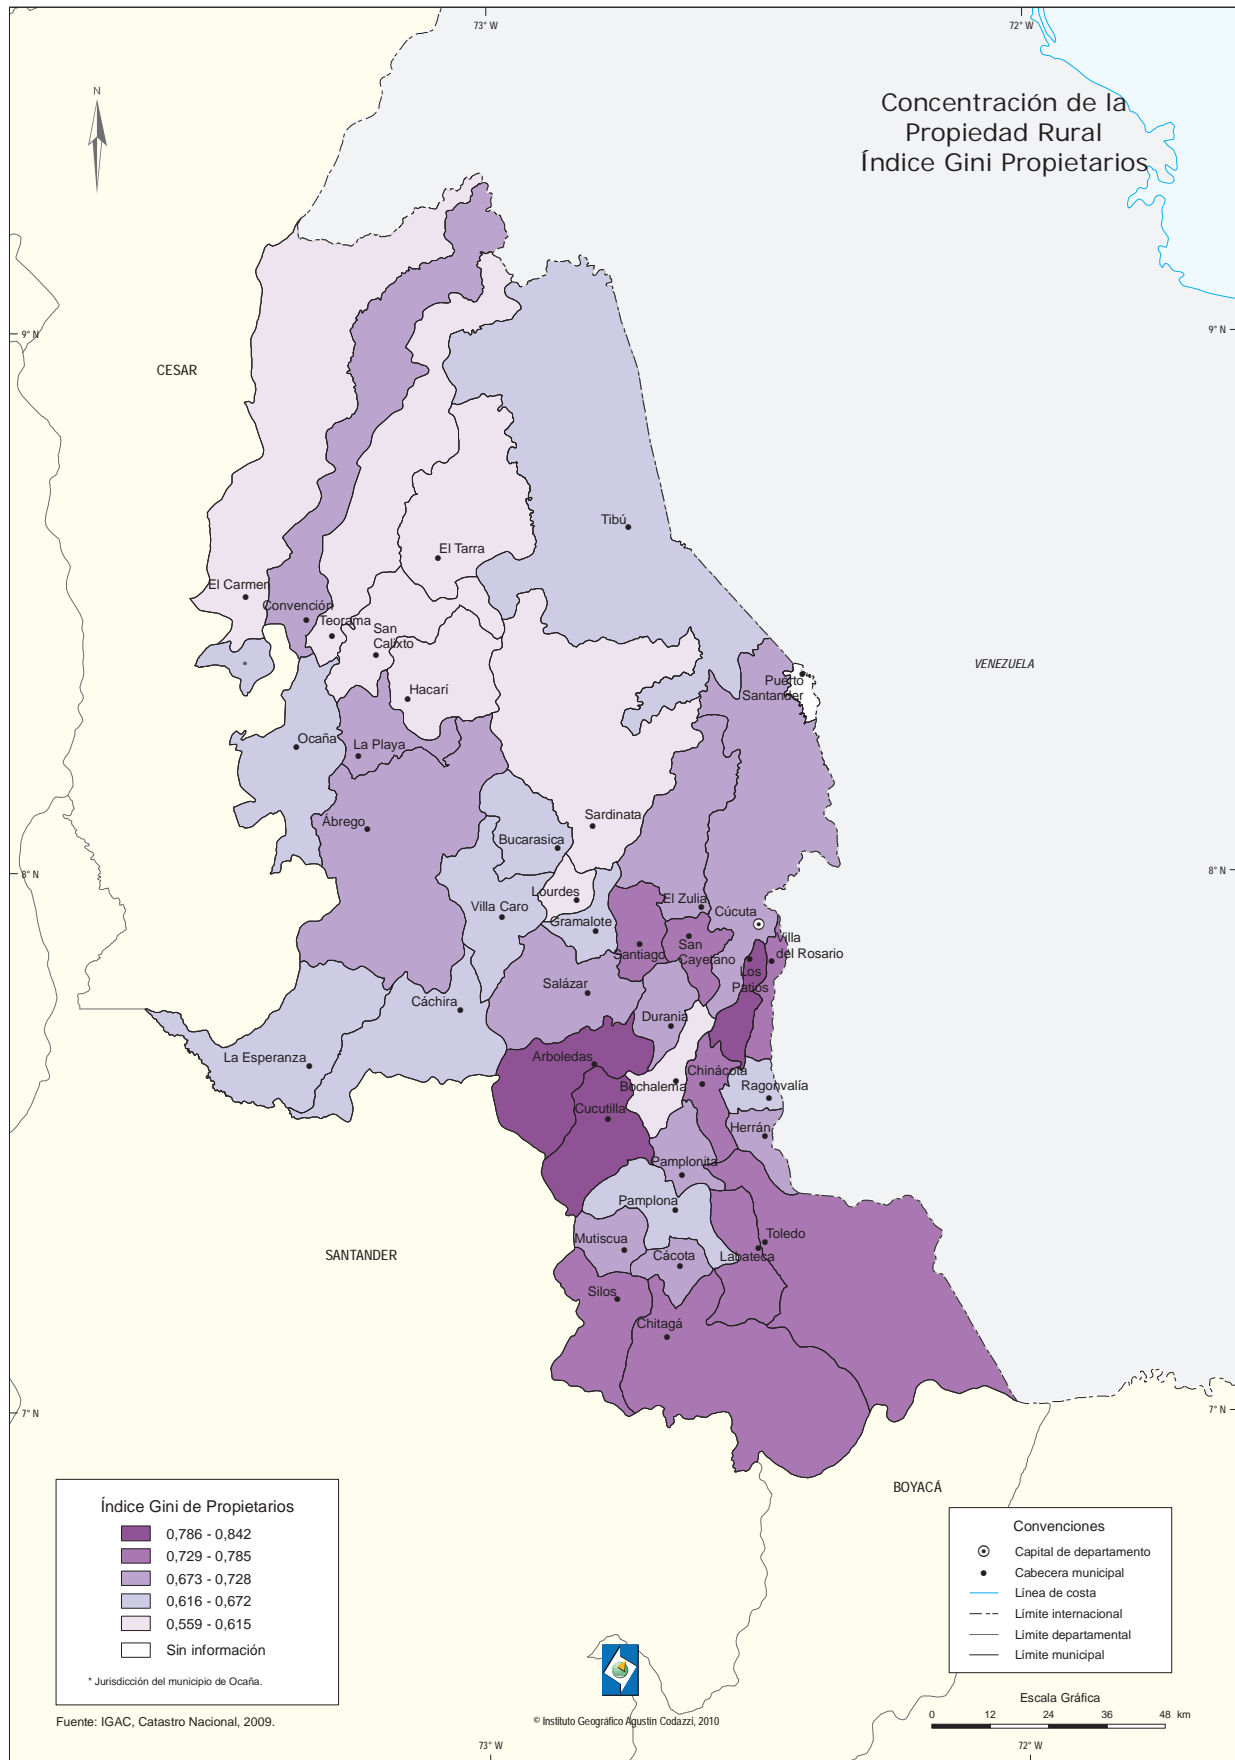 73° W
72° W
N
Concentración de la
Propiedad Rural
Índice Gini Propietarios
9° N
9° N
CESAR
Tibú
El Tarra
El Carmen
Convención
Teorama
San
Calixto
*
VENEZUELA
Puerto
Santander
Hacarí
Ocaña
La Playa
Sardinata
Ábrego
Bucarasica
8° N
8° N
Lourdes
El Zulia
Villa Caro
Gramalote
Cúcuta
Santiago
San
Cayetano
Villa
del Rosario
Los
Patios
Salázar
Cáchira
Durania
La Esperanza
Arboledas
Bochalema
Chinácota
Ragonvalía
Cucutilla
Herrán
Pamplonita
Pamplona
Mutiscua
Toledo
SANTANDER
Cácota
Labateca
Silos
Chitagá
7° N
7° N
BOYACÁ
Índice Gini de Propietarios
0,786 - 0,842
0,729 - 0,785
0,673 - 0,728
0,616 - 0,672
0,559 - 0,615
Sin información
* Jurisdicción del municipio de Ocaña.
Convenciones
Capital de departamento
Cabecera municipal
Línea de costa
Límite internacional
Límite departamental
Límite municipal
Escala Gráfica
0 12 24 36 48 km
Fuente: IGAC, Catastro Nacional, 2009.
© Instituto Geográfico Agustín Codazzi, 2010
73° W
72° W